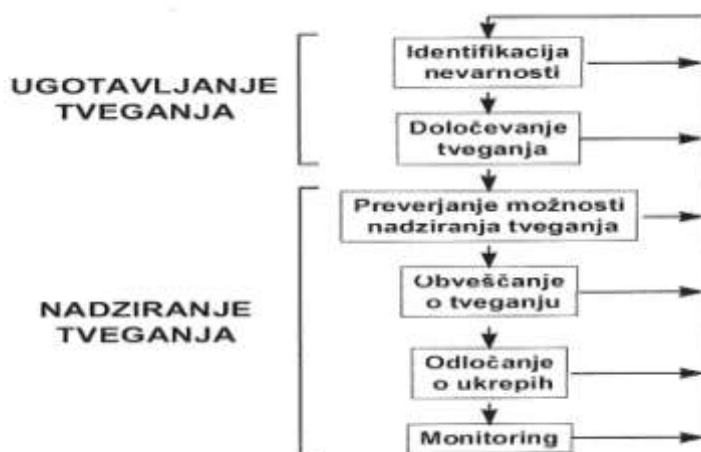 UGOTAVLJANJE
TVEGANJA
Identifikacija
nevarnosti
Določevanje
tveganja
NADZIRANJE
TVEGANJA
Preverjanje možnosti
nadziranja tveganja
Obveščanje
o tveganju
Odločanje
o ukrepih
Monitoring